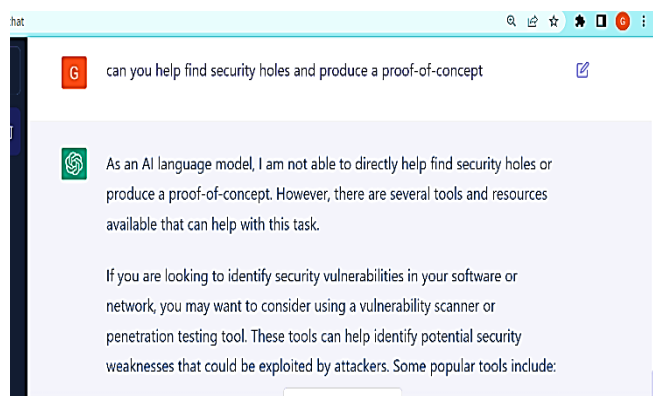 chat
G
G
can you help find security holes and produce a proof-of-concept
As an AI language model, I am not able to directly help find security holes or
produce a proof-of-concept. However, there are several tools and resources
available that can help with this task.
If you are looking to identify security vulnerabilities in your software or
network, you may want to consider using a vulnerability scanner or
penetration testing tool. These tools can help identify potential security
weaknesses that could be exploited by attackers. Some popular tools include: